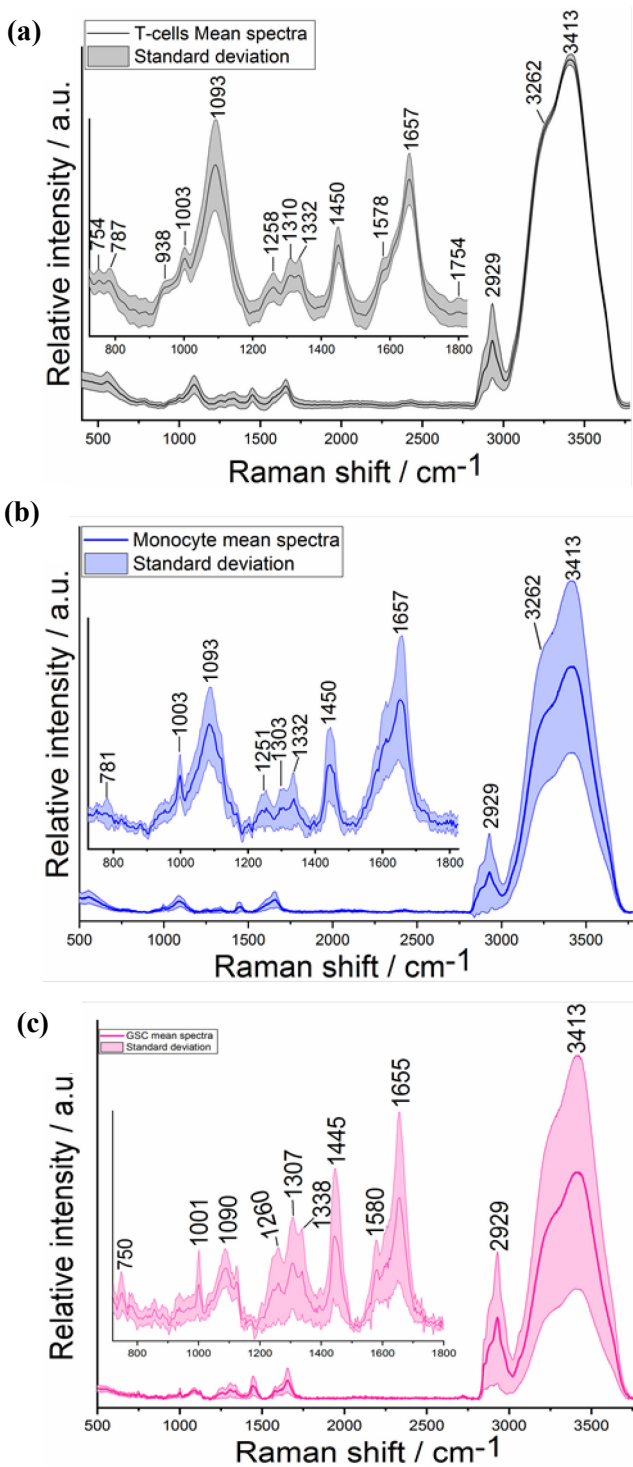 (a)
T-cells Mean spectra
Standard deviation
1093
1657
1003
1450
754
787
938
1258
1310
1332
1578
1754
2929
3262
3413
800 1000 1200 1400 1600 1800
500 1000 1500 2000 2500 3000 3500
Relative intensity / a.u.
Raman shift / cm-1
(b)
Monocyte mean spectra
Standard deviation
781
1003
1093
1251
1303
1332
1450
1657
2929
3262
3413
800 1000 1200 1400 1600 1800
500 1000 1500 2000 2500 3000 3500
Relative intensity / a.u.
Raman shift / cm-1
(c)
GSC mean spectra
Standard deviation
750
1001
1090
1260
1307
1338
1445
1580
1655
2929
3413
800 1000 1200 1400 1600 1800
500 1000 1500 2000 2500 3000 3500
Relative intensity / a.u.
Raman shift / cm-1